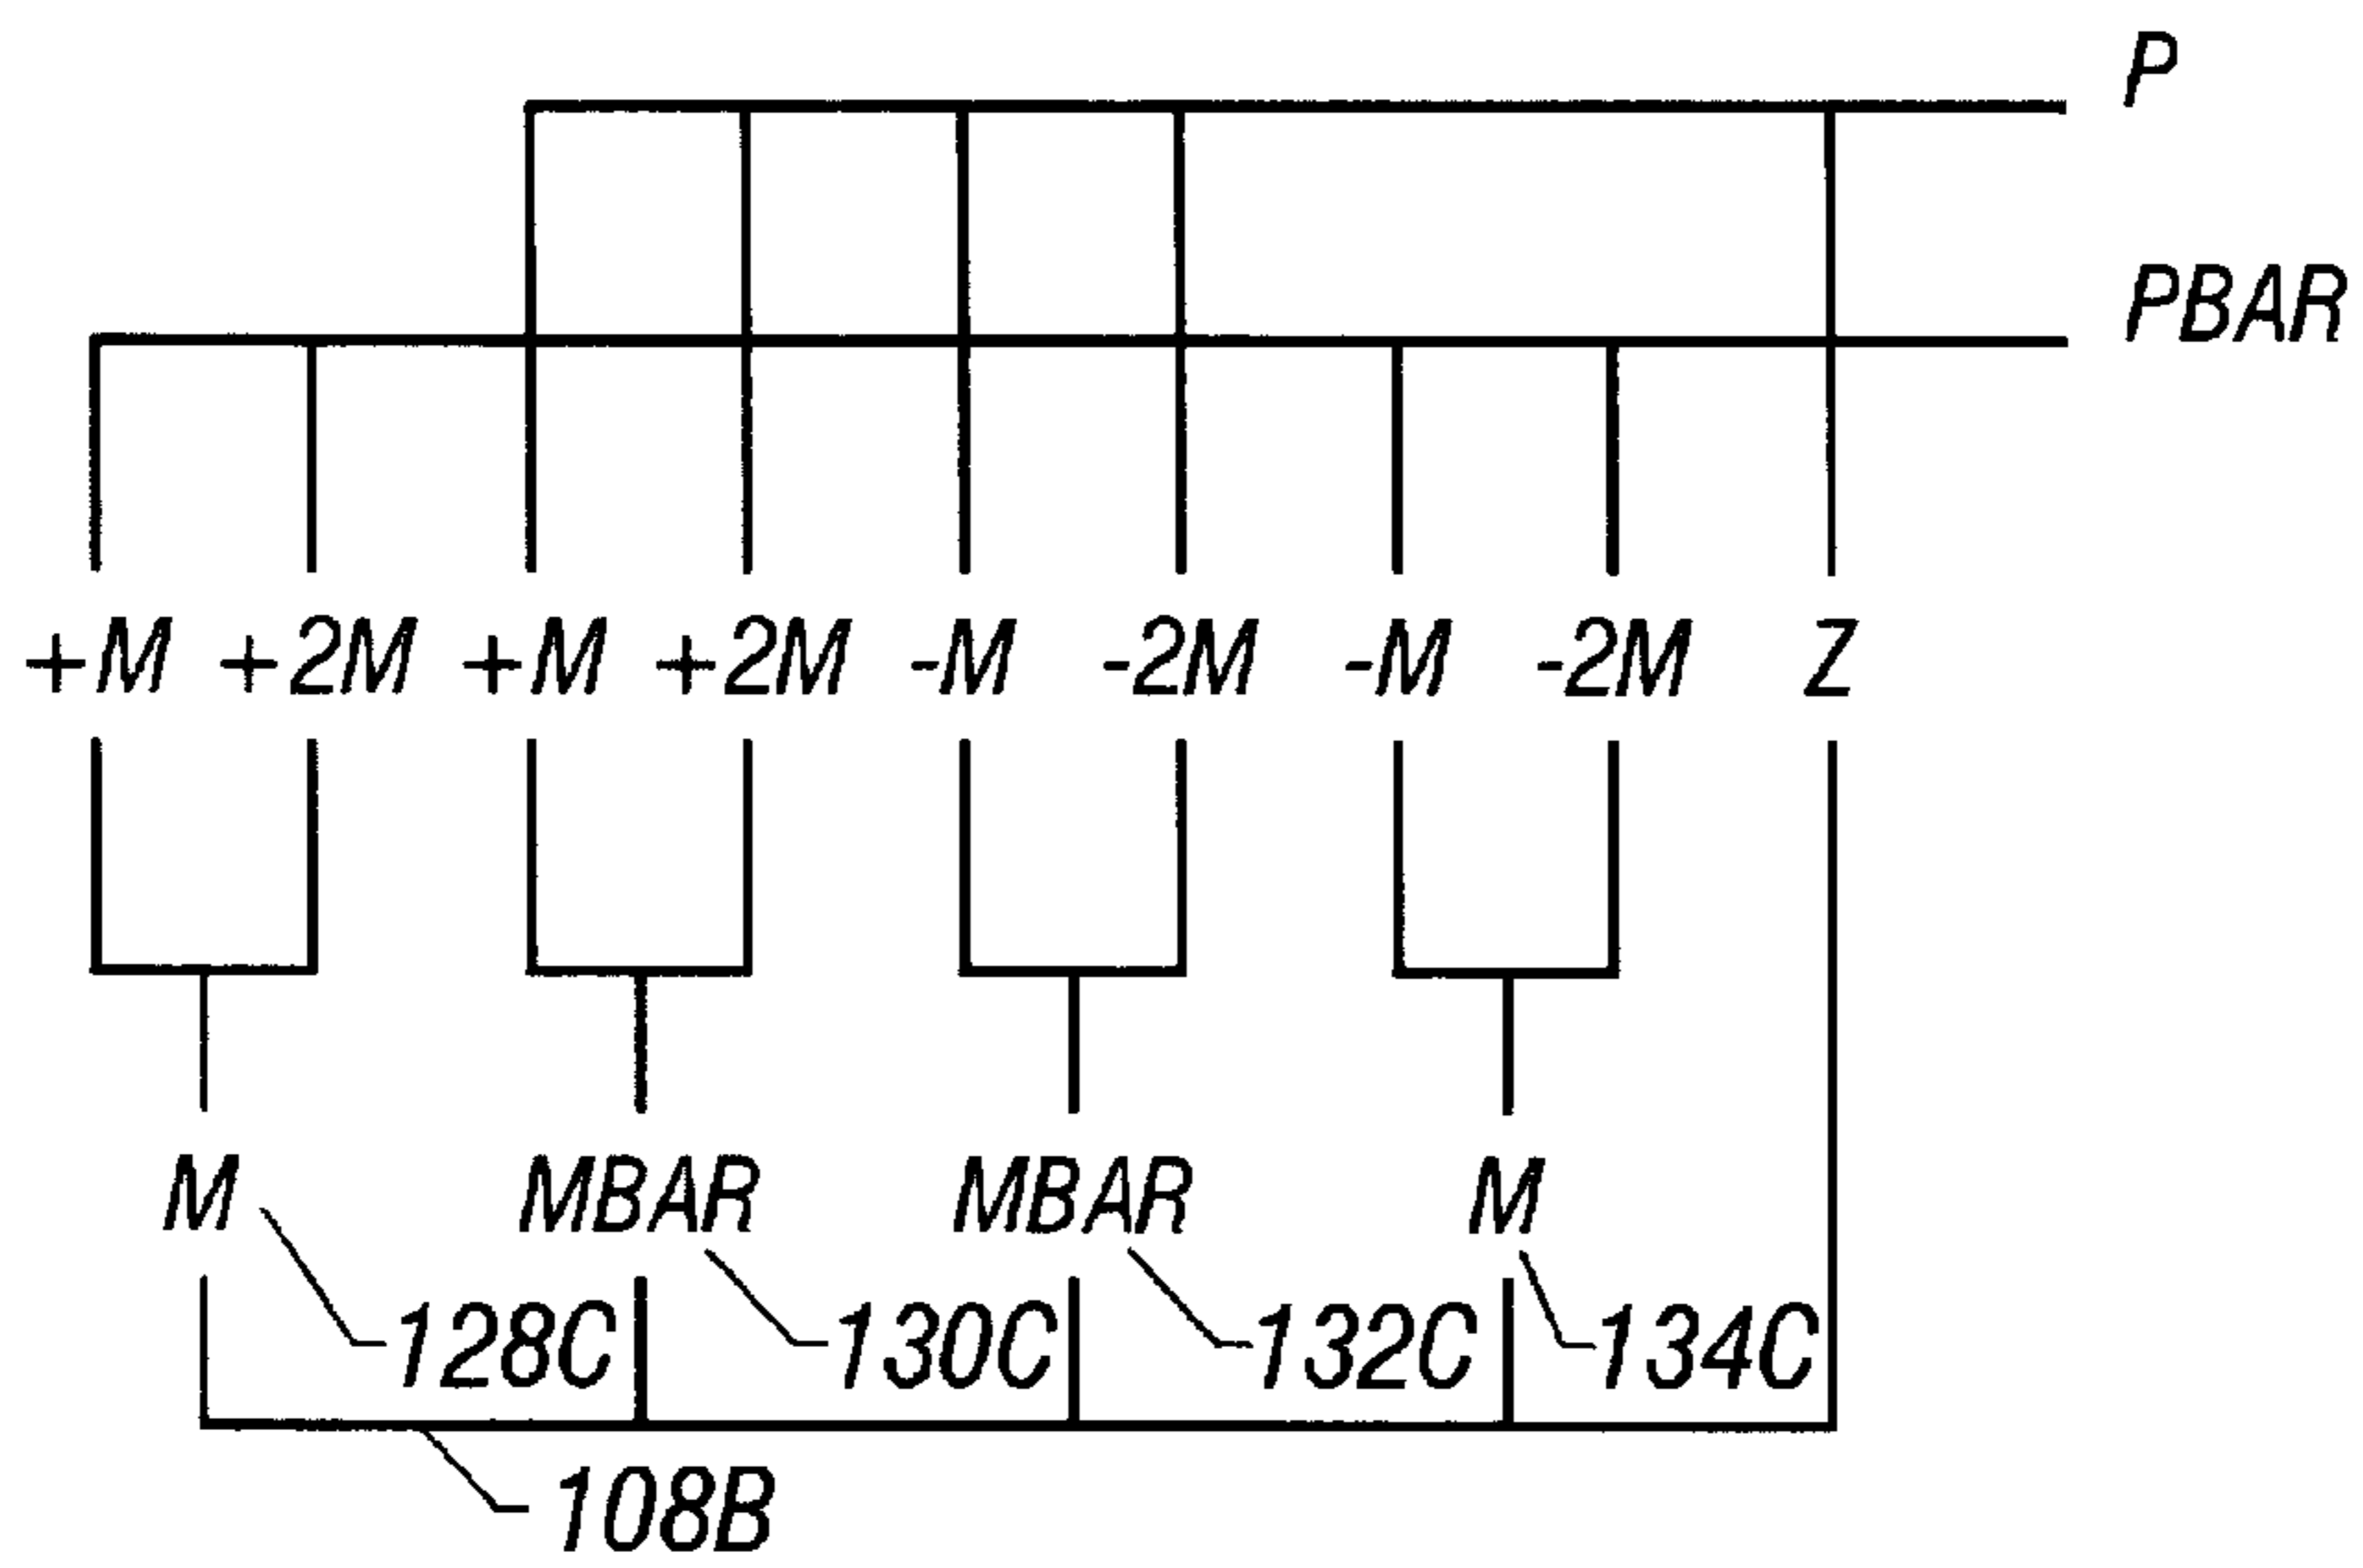 P
PBAR
+M +2M +M +2M -M -2M -M -2M Z
M MBAR MBAR M
128C 130C 132C 134C
108B